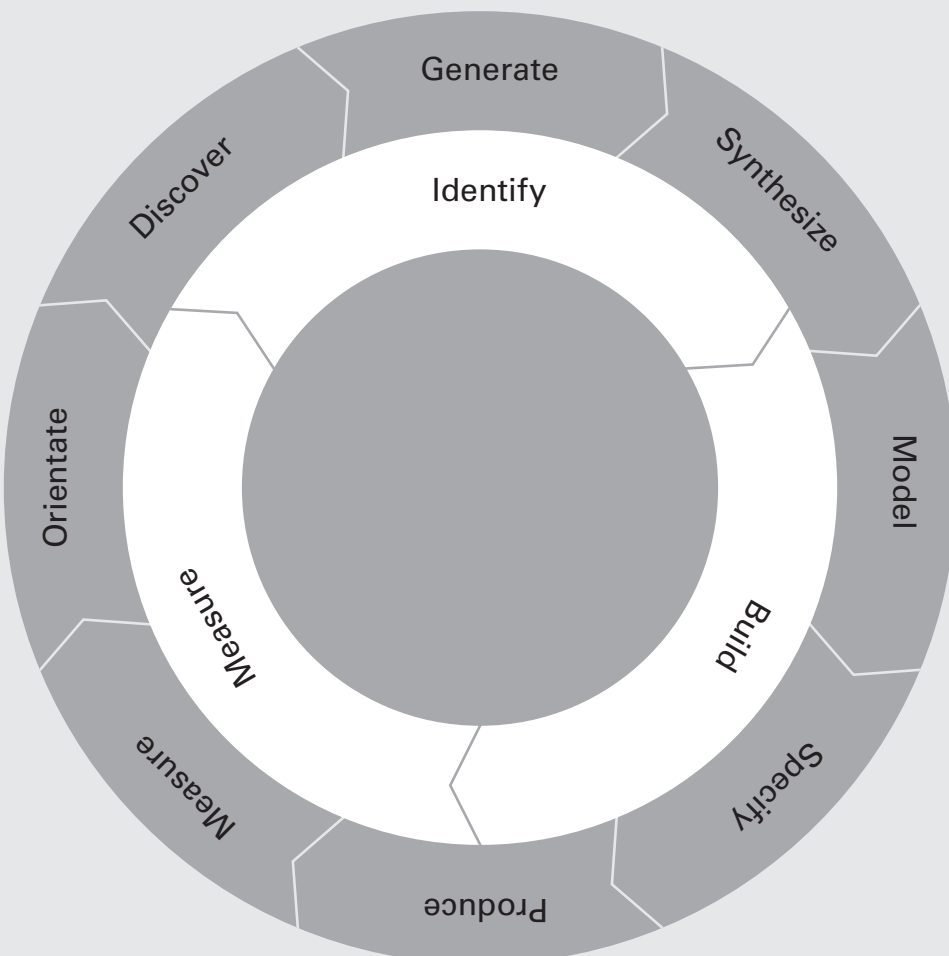 Generate
Synthesize
Model
Specify
Produce
Measure
Orientate
Discover
Identify
Build
Measure